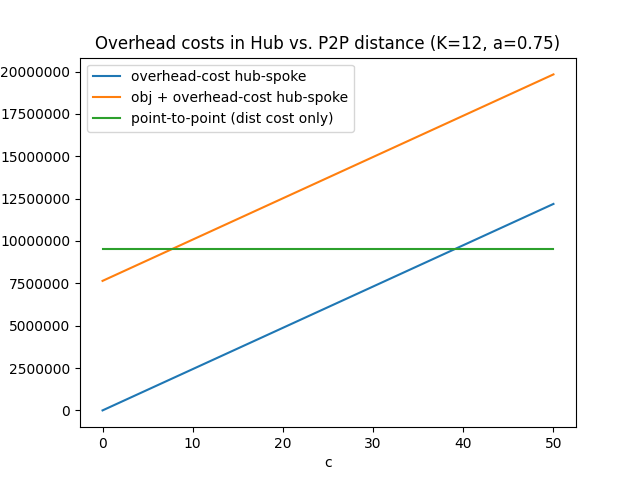 Overhead costs in Hub vs. P2P distance (K=12, a=0.75)
overhead-cost hub-spoke
obj + overhead-cost hub-spoke
point-to-point (dist cost only)
20000000
17500000
15000000
12500000
10000000
7500000
5000000
2500000
0
0 10 20 30 40 50
c